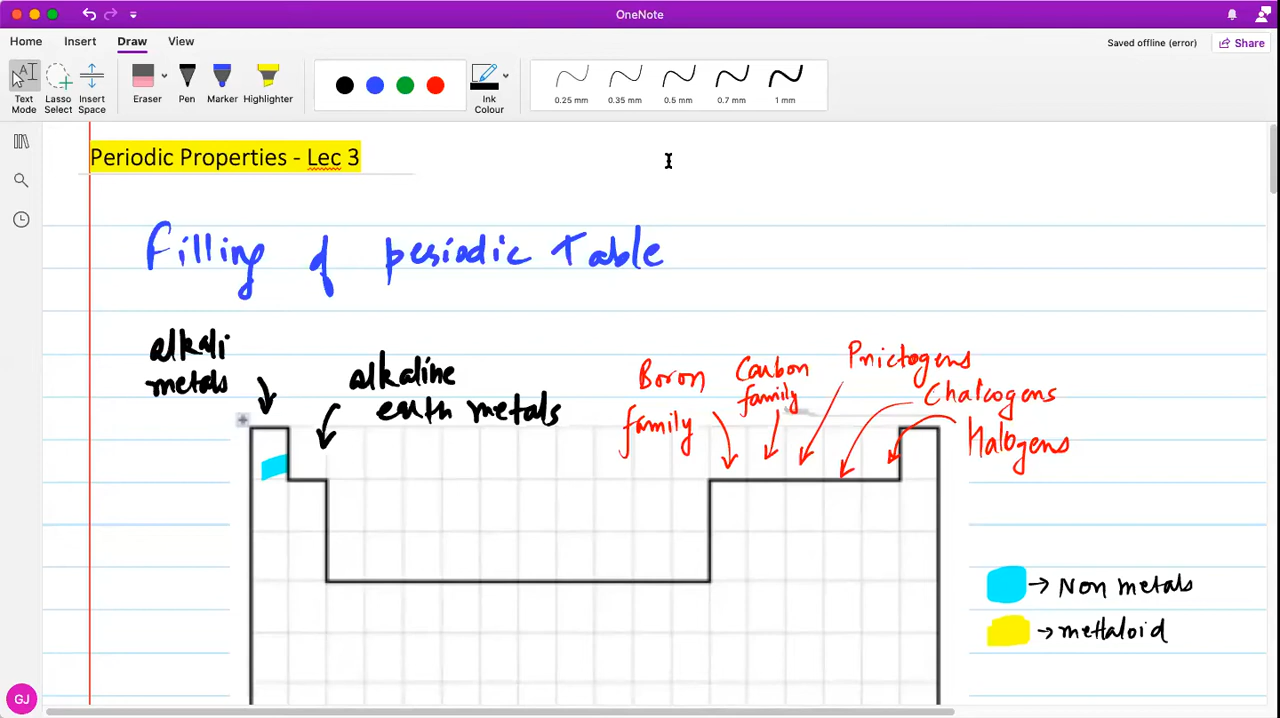 OneNote
Home Insert Draw View
Saved offline (error) Share
Text Mode
Lasso Select
Insert Space
Eraser
Pen
Marker
Highlighter
Ink Colour
0.25 mm 0.35 mm 0.5 mm 0.7 mm 1 mm
Periodic Properties - Lec 3
Filling of periodic Table
alkali
metals
alkaline
earth metals
Boron
family
Carbon
family
Pnictogens
Chalcogens
Halogens
→ Non metals
→ mettaloid
GJ